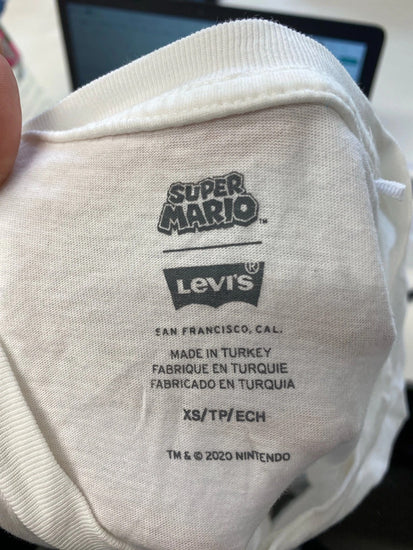 SUPER
MARIO™
LEVI'S®
SAN FRANCISCO, CAL.
MADE IN TURKEY
FABRIQUE EN TURQUIE
FABRICADO EN TURQUIA
XS/TP/ECH
TM & © 2020 NINTENDO